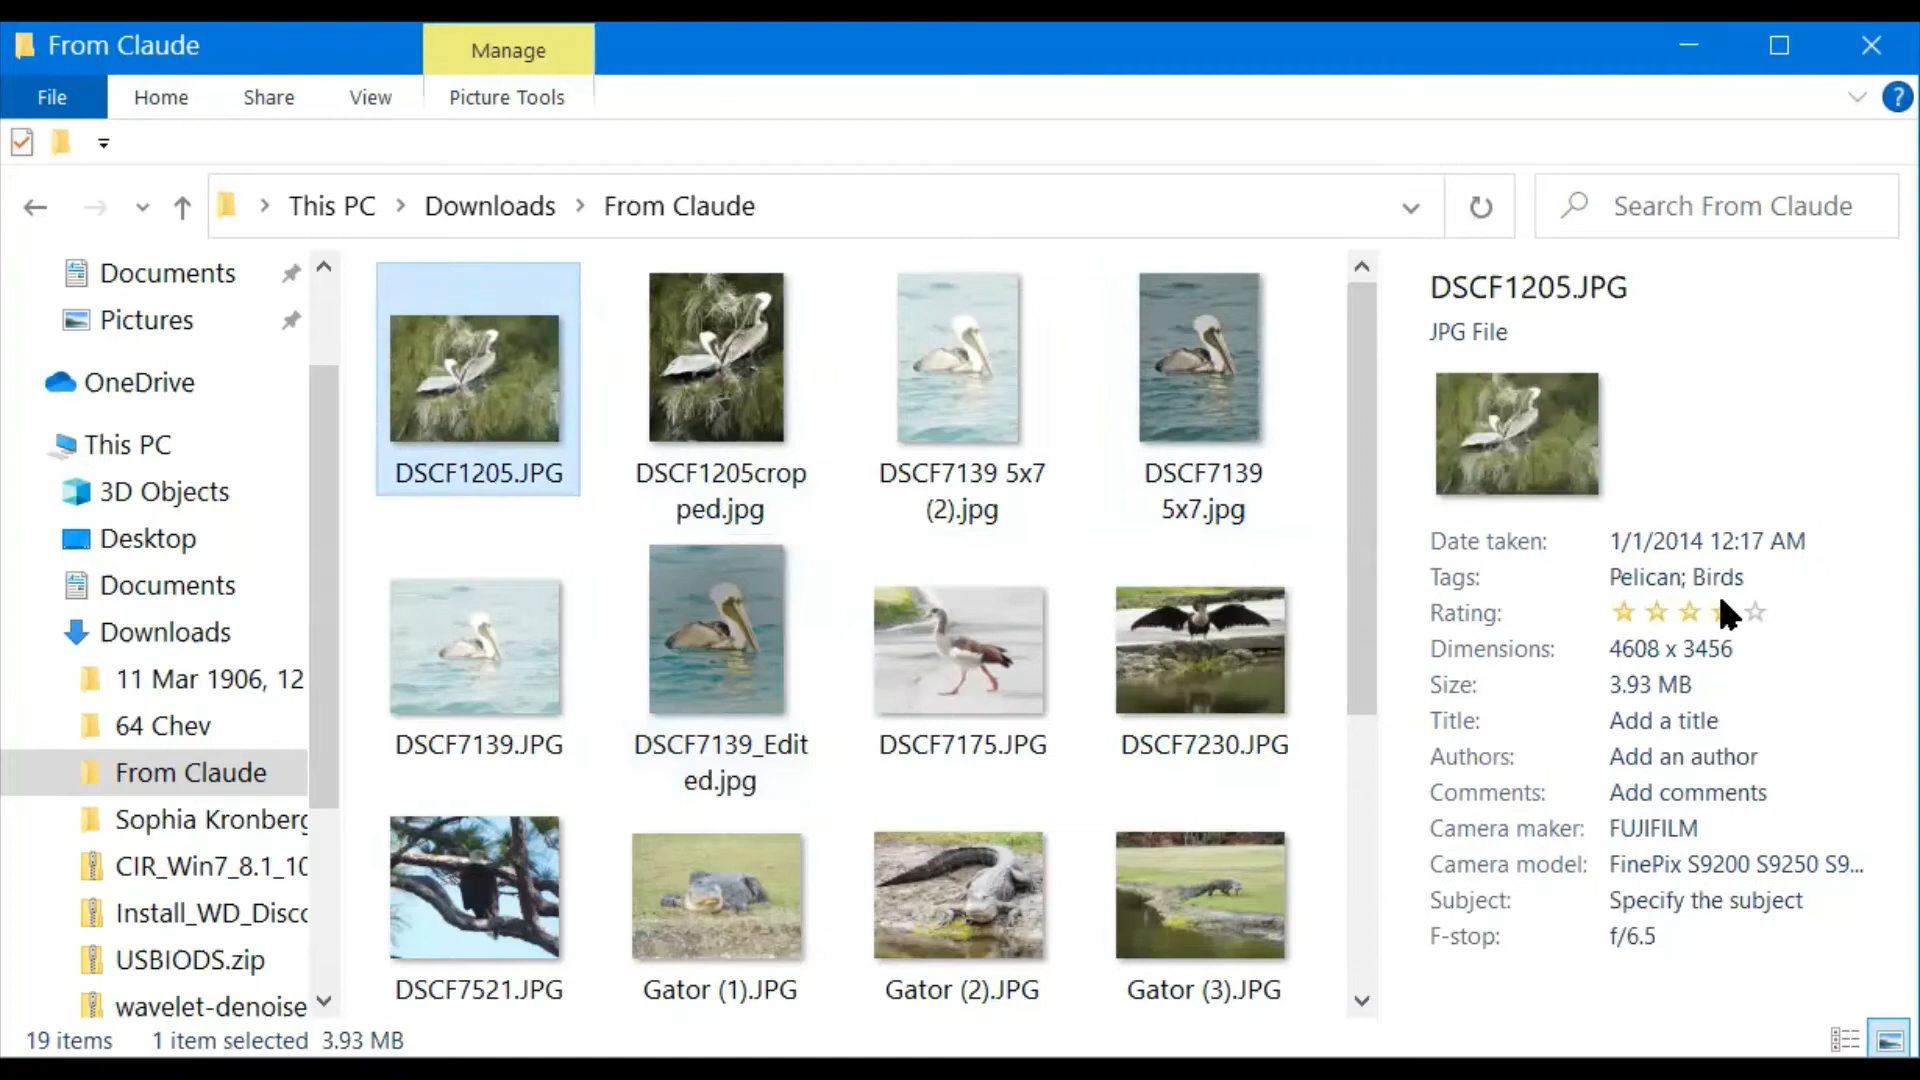 From Claude
Manage
File
Home
Share
View
Picture Tools
?
This PC
Downloads
From Claude
Search From Claude
Documents
Pictures
OneDrive
This PC
3D Objects
Desktop
Documents
Downloads
11 Mar 1906, 12
64 Chev
From Claude
Sophia Kronberg
CIR_Win7_8.1_10
Install_WD_Disco
USBIODS.zip
wavelet-denoise
DSCF1205.JPG
DSCF1205crop
ped.jpg
DSCF7139 5x7
(2).jpg
DSCF7139
5x7.jpg
DSCF7139.JPG
DSCF7139_Edit
ed.jpg
DSCF7175.JPG
DSCF7230.JPG
DSCF7521.JPG
Gator (1).JPG
Gator (2).JPG
Gator (3).JPG
DSCF1205.JPG
JPG File
Date taken: 1/1/2014 12:17 AM
Tags: Pelican; Birds
Rating:
Dimensions: 4608 x 3456
Size: 3.93 MB
Title: Add a title
Authors: Add an author
Comments: Add comments
Camera maker: FUJIFILM
Camera model: FinePix S9200 S9250 S9...
Subject: Specify the subject
F-stop: f/6.5
19 items 1 item selected 3.93 MB